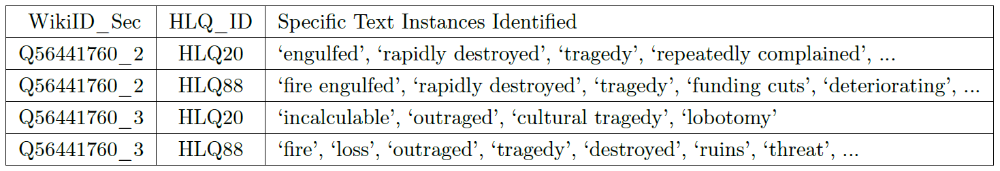 WikiID_Sec HLQ_ID Specific Text Instances Identified
Q56441760_2 HLQ20 ‘engulfed’, ‘rapidly destroyed’, ‘tragedy’, ‘repeatedly complained’, ...
Q56441760_2 HLQ88 ‘fire engulfed’, ‘rapidly destroyed’, ‘tragedy’, ‘funding cuts’, ‘deteriorating’, ...
Q56441760_3 HLQ20 ‘incalculable’, ‘outraged’, ‘cultural tragedy’, ‘lobotomy’
Q56441760_3 HLQ88 ‘fire’, ‘loss’, ‘outraged’, ‘tragedy’, ‘destroyed’, ‘ruins’, ‘threat’, ...